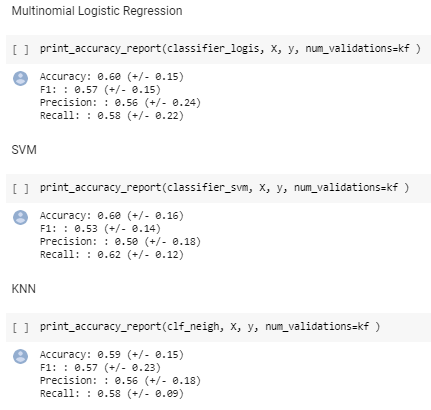 Multinomial Logistic Regression
[ ] print_accuracy_report(classifier_logis, X, y, num_validations=kf )
Accuracy: 0.60 (+/- 0.15)
F1: : 0.57 (+/- 0.15)
Precision: : 0.56 (+/- 0.24)
Recall: : 0.58 (+/- 0.22)
SVM
[ ] print_accuracy_report(classifier_svm, X, y, num_validations=kf )
Accuracy: 0.60 (+/- 0.16)
F1: : 0.53 (+/- 0.14)
Precision: : 0.50 (+/- 0.18)
Recall: : 0.62 (+/- 0.12)
KNN
[ ] print_accuracy_report(clf_neigh, X, y, num_validations=kf )
Accuracy: 0.59 (+/- 0.15)
F1: : 0.57 (+/- 0.23)
Precision: : 0.56 (+/- 0.18)
Recall: : 0.58 (+/- 0.09)